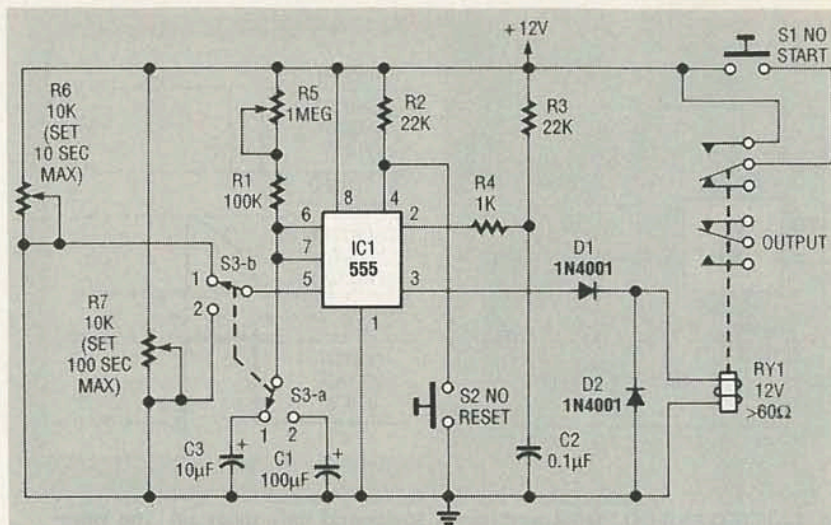 +12V
S1 NO
START
R6
10K
(SET
10 SEC
MAX)
R5
1MEG
R2
22K
R3
22K
R1
100K
R4
1K
8
4
6
7
5
2
3
1
IC1
555
D1
1N4001
OUTPUT
S3-b
1
2
R7
10K
(SET
100 SEC
MAX)
S3-a
1
2
S2 NO
RESET
D2
1N4001
RY1
12V
>60Ω
C3
10µF
+
C1
100µF
+
C2
0.1µF